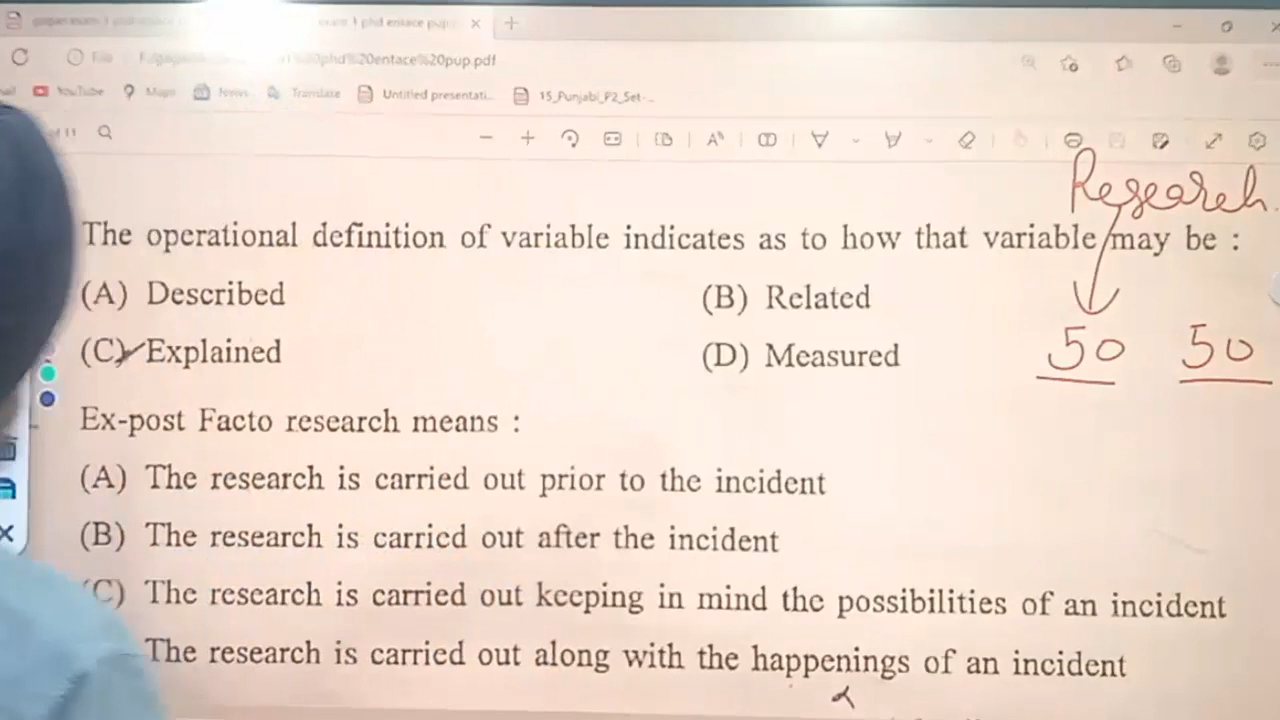 phd%20entace%20pup.pdf
YouTube Maps News Translate Untitled presentati... 15_Punjabi_P2_Set-...
Research
The operational definition of variable indicates as to how that variable may be :
(A) Described (B) Related
(C) Explained (D) Measured
50 50
Ex-post Facto research means :
(A) The research is carried out prior to the incident
(B) The research is carried out after the incident
(C) The research is carried out keeping in mind the possibilities of an incident
The research is carried out along with the happenings of an incident